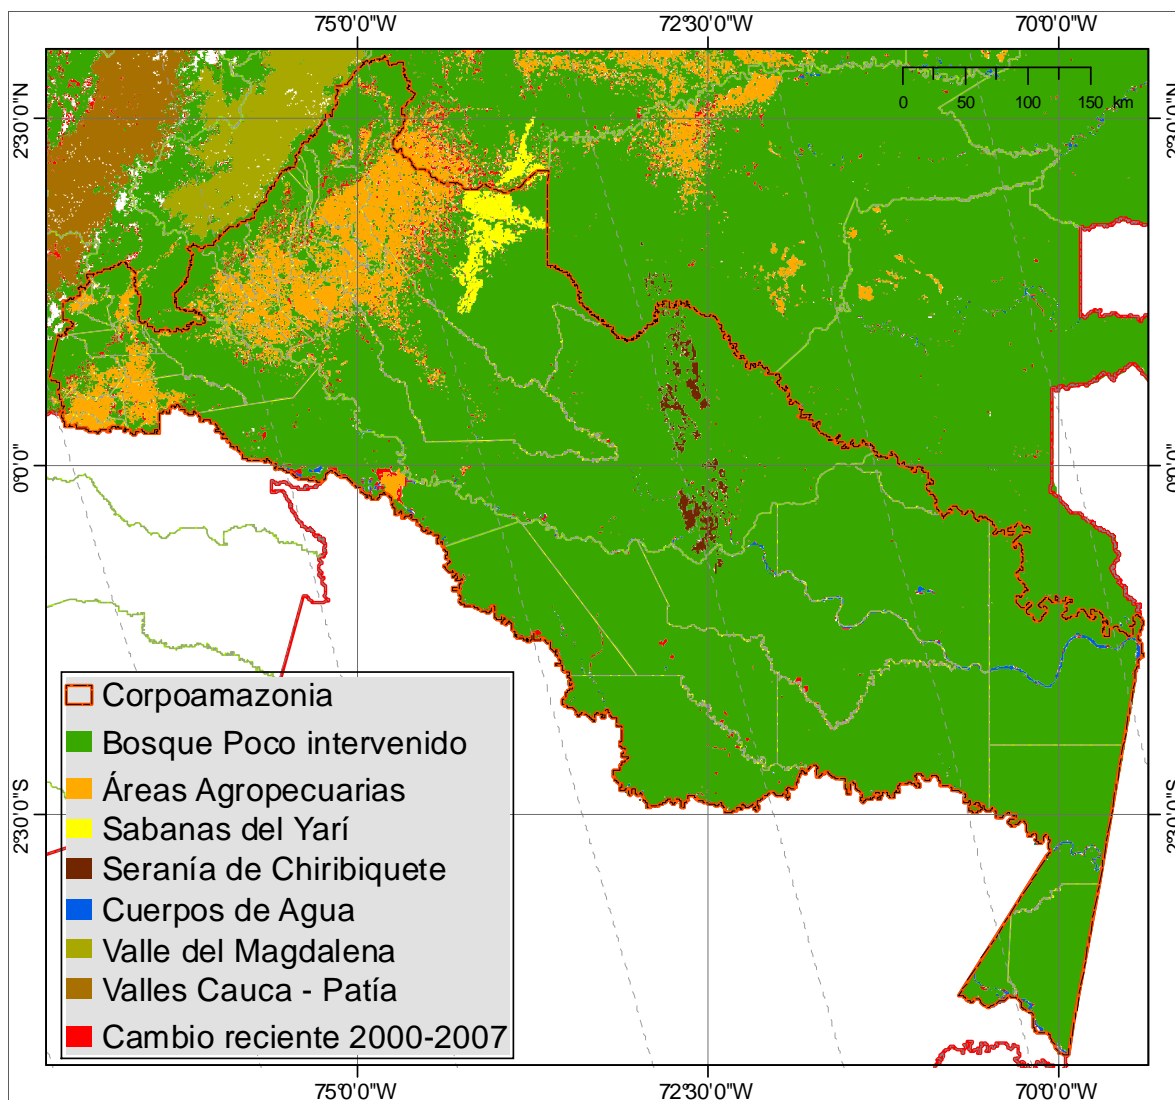 75°0'0"W 72°30'0"W 70°0'0"W
0 50 100 150 km
2°30'0"N 2°30'0"N
0°0'0" 0°0'0"
2°30'0"S 2°30'0"S
Corpoamazonia
Bosque Poco intervenido
Áreas Agropecuarias
Sabanas del Yarí
Seranía de Chiribiquete
Cuerpos de Agua
Valle del Magdalena
Valles Cauca - Patía
Cambio reciente 2000-2007
75°0'0"W 72°30'0"W 70°0'0"W